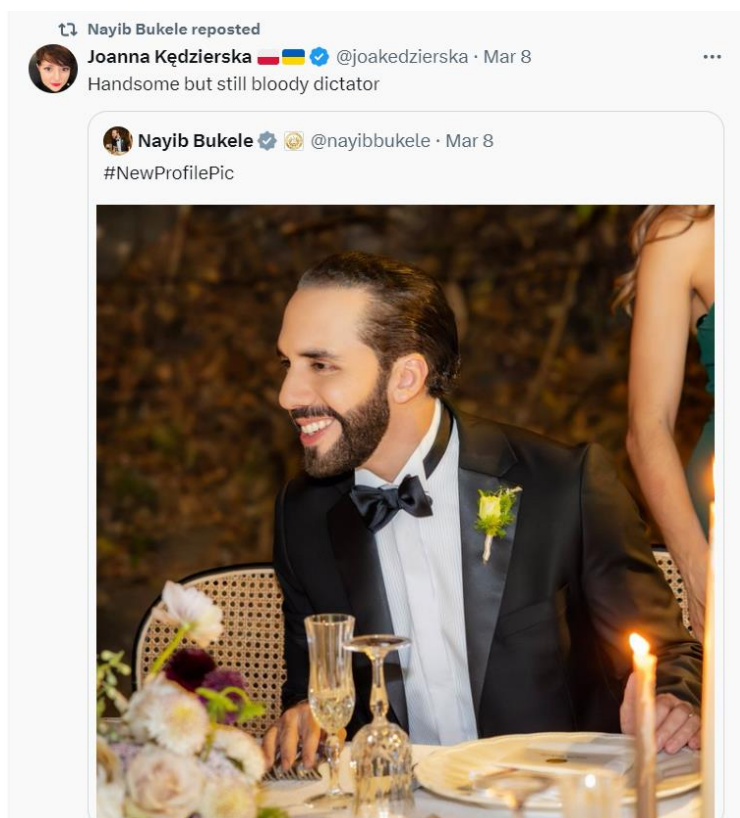 Nayib Bukele reposted
Joanna Kędzierska 🇵🇱🇺🇦 @joakedzierska · Mar 8
Handsome but still bloody dictator
Nayib Bukele @nayibbukele · Mar 8
#NewProfilePic